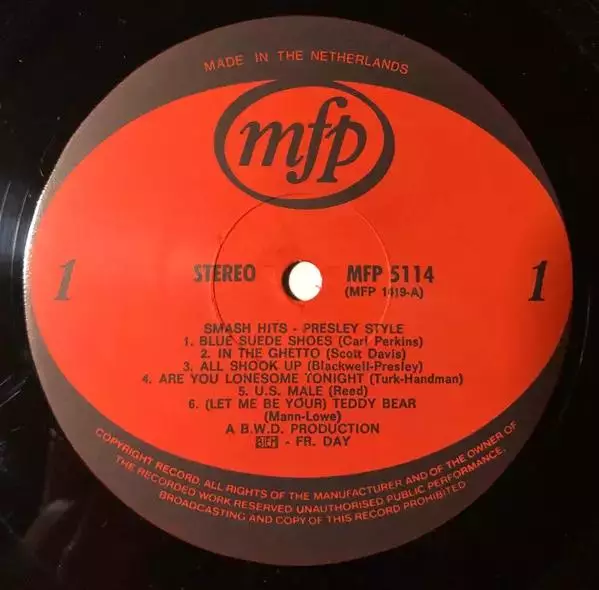 MADE IN THE NETHERLANDS
mfp
1 STEREO MFP 5114 1
(MFP 1419-A)
SMASH HITS - PRESLEY STYLE
1. BLUE SUEDE SHOES (Carl Perkins)
2. IN THE GHETTO (Scott Davis)
3. ALL SHOOK UP (Blackwell-Presley)
4. ARE YOU LONESOME TONIGHT (Turk-Handman)
5. U.S. MALE (Reed)
6. (LET ME BE YOUR) TEDDY BEAR
(Mann-Lowe)
A B.W.D. PRODUCTION
BIEM - FR. DAY
COPYRIGHT RECORD. ALL RIGHTS OF THE MANUFACTURER AND OF THE OWNER OF
THE RECORDED WORK RESERVED UNAUTHORISED PUBLIC PERFORMANCE,
BROADCASTING AND COPY OF THIS RECORD PROHIBITED